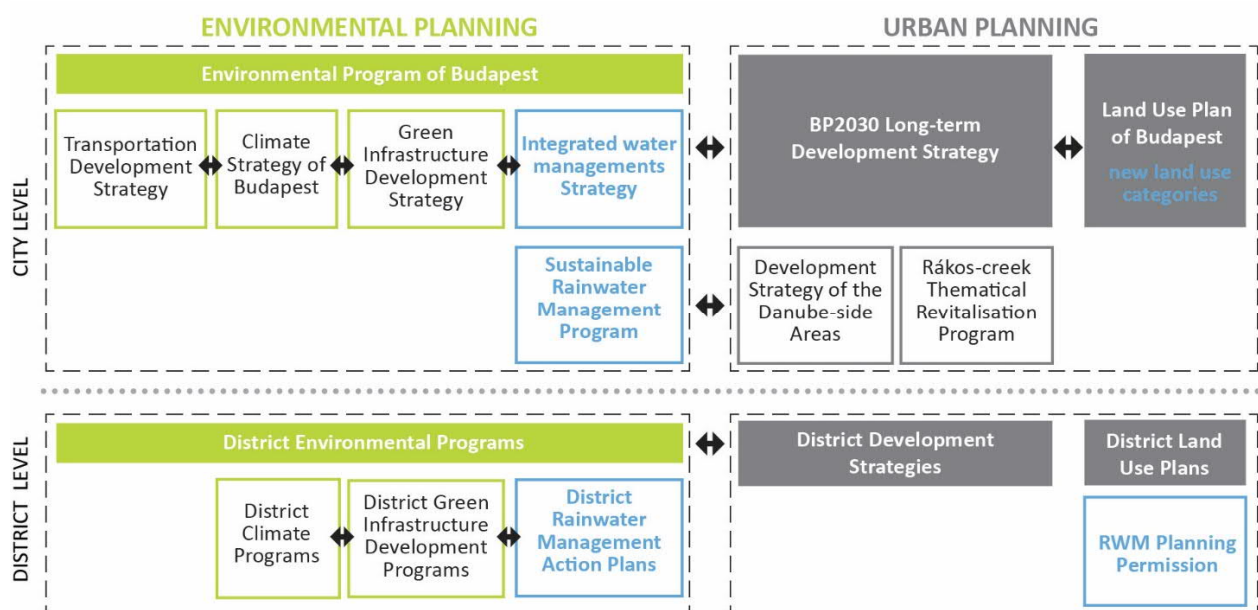 ENVIRONMENTAL PLANNING
URBAN PLANNING
CITY LEVEL
Environmental Program of Budapest
Transportation
Development
Strategy
Climate
Strategy of
Budapest
Green
Infrastructure
Development
Strategy
Integrated water
managements
Strategy
BP2030 Long-term
Development Strategy
Land Use Plan
of Budapest
new land use
categories
Sustainable
Rainwater
Management
Program
Development
Strategy of the
Danube-side
Areas
Rákos-creek
Thematical
Revitalisation
Program
DISTRICT LEVEL
District Environmental Programs
District Development
Strategies
District Land
Use Plans
District
Climate
Programs
District Green
Infrastructure
Development
Programs
District
Rainwater
Management
Action Plans
RWM Planning
Permission